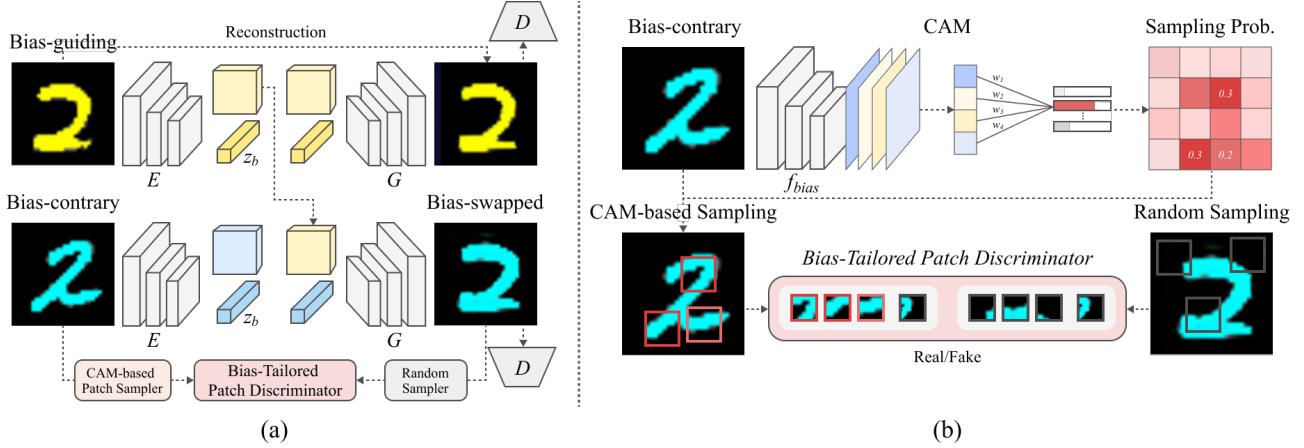 Bias-guiding
Reconstruction
D
E
z_b
G
Bias-contrary
Bias-swapped
E
z_b
G
D
CAM-based
Patch Sampler
Bias-Tailored
Patch Discriminator
Random
Sampler
(a)
Bias-contrary
CAM
Sampling Prob.
w_1
w_2
w_3
w_4
0.3
0.3
0.2
f_bias
CAM-based Sampling
Random Sampling
Bias-Tailored Patch Discriminator
Real/Fake
(b)